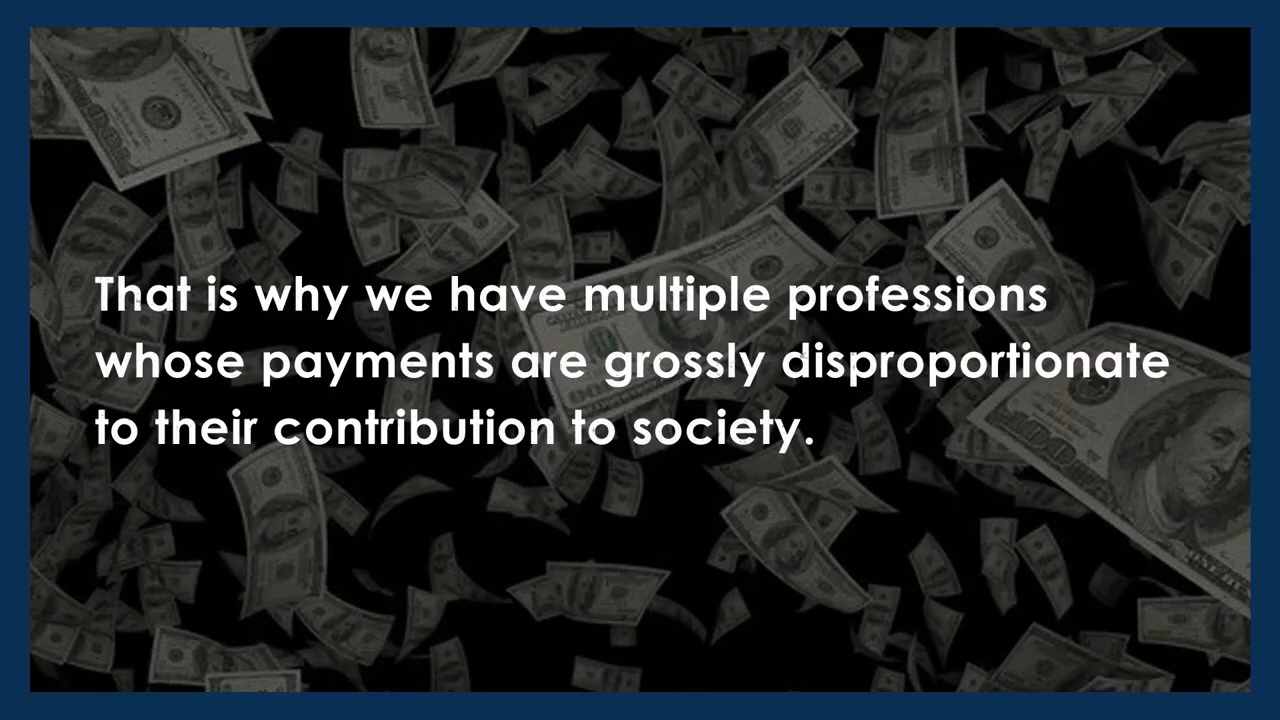 That is why we have multiple professions
whose payments are grossly disproportionate
to their contribution to society.